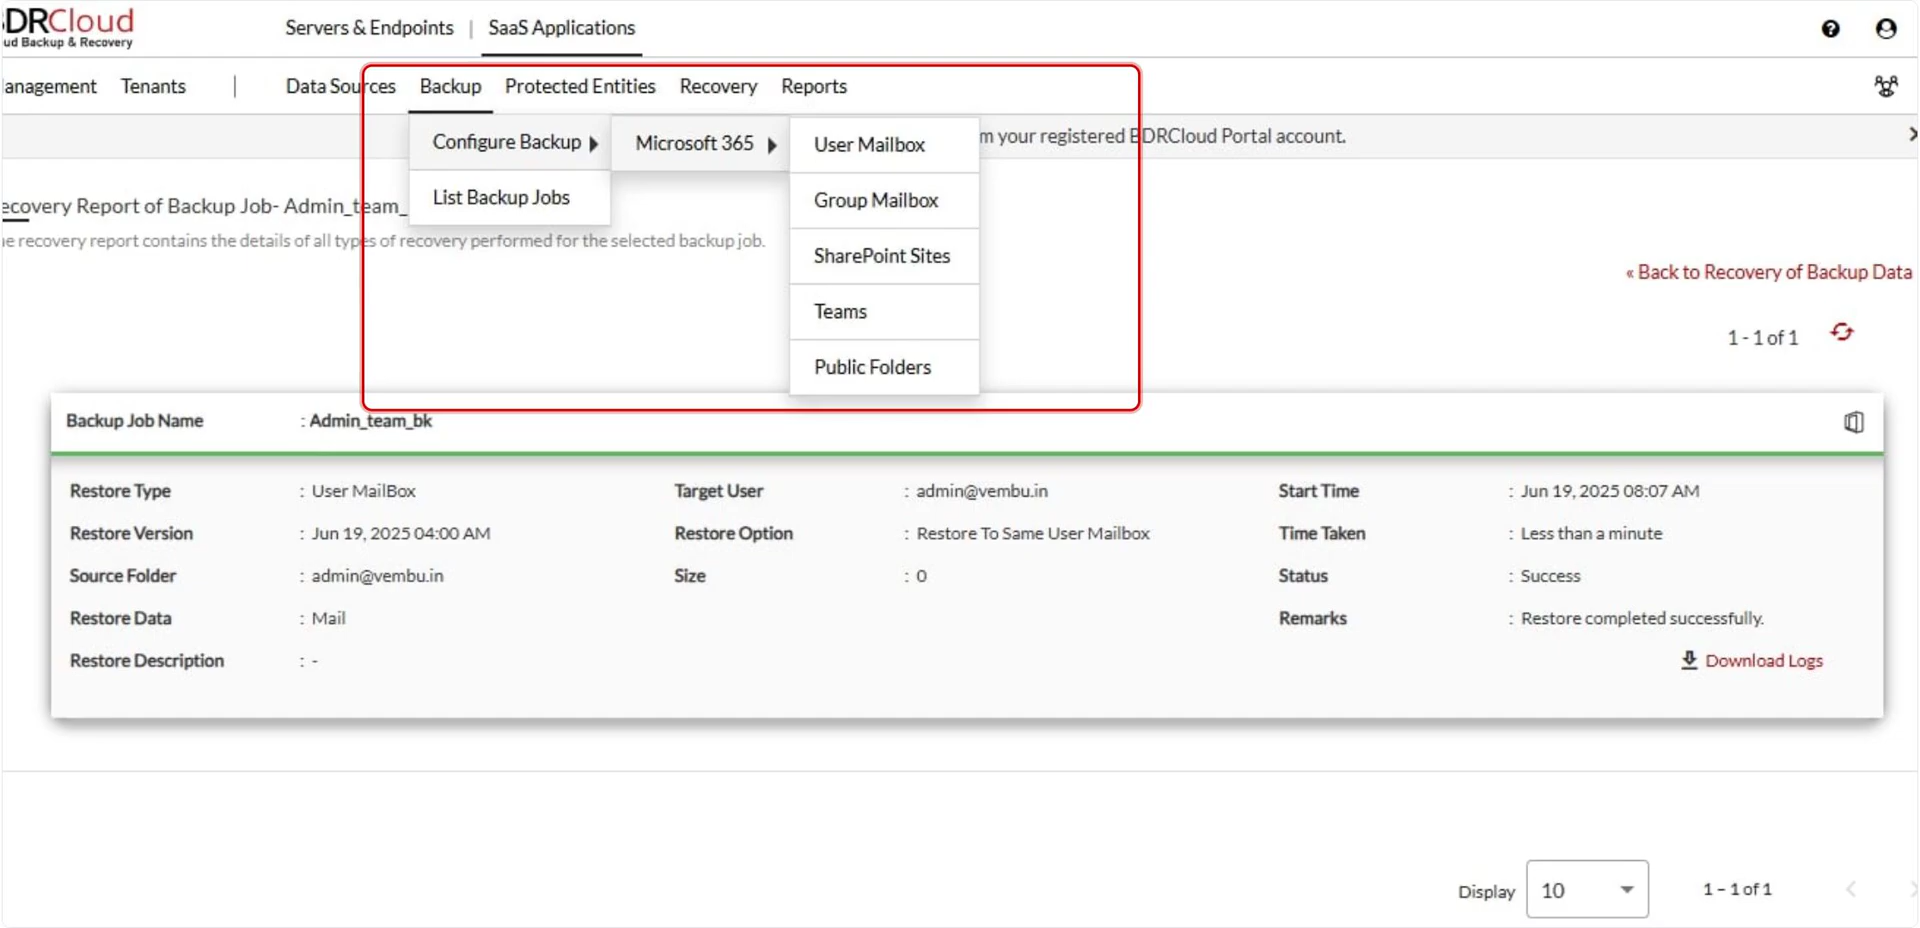 DRCloud
ud Backup & Recovery
Servers & Endpoints | SaaS Applications
anagement Tenants | Data Sources Backup Protected Entities Recovery Reports
Configure Backup Microsoft 365 User Mailbox
m your registered BDRCloud Portal account.
List Backup Jobs
Group Mailbox
SharePoint Sites
Teams
Public Folders
ecovery Report of Backup Job- Admin_team_
e recovery report contains the details of all types of recovery performed for the selected backup job.
« Back to Recovery of Backup Data
1 - 1 of 1
Backup Job Name : Admin_team_bk
Restore Type : User MailBox Target User : admin@vembu.in Start Time : Jun 19, 2025 08:07 AM
Restore Version : Jun 19, 2025 04:00 AM Restore Option : Restore To Same User Mailbox Time Taken : Less than a minute
Source Folder : admin@vembu.in Size : 0 Status : Success
Restore Data : Mail Remarks : Restore completed successfully.
Restore Description : - Download Logs
Display 10 1 – 1 of 1